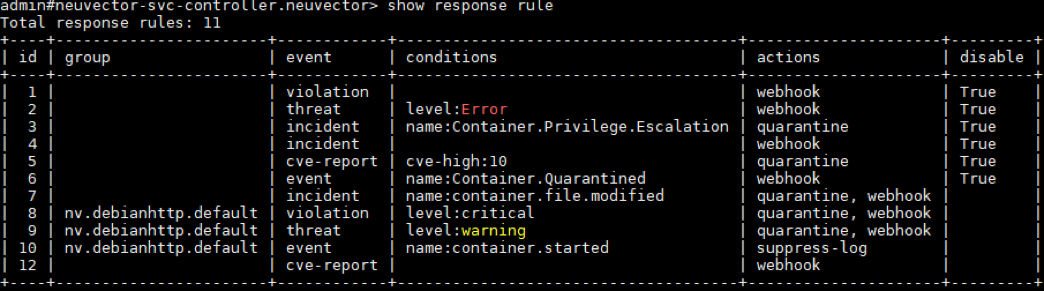 admin#neuvector-svc-controller.neuvector> show response rule
Total response rules: 11
+----+----------------------+------------+------------------------------------+---------------------+---------+
| id | group                | event      | conditions                         | actions             | disable |
+----+----------------------+------------+------------------------------------+---------------------+---------+
|  1 |                      | violation  |                                    | webhook             | True    |
|  2 |                      | threat     | level:Error                        | webhook             | True    |
|  3 |                      | incident   | name:Container.Privilege.Escalation | quarantine          | True    |
|  4 |                      | incident   |                                    | webhook             | True    |
|  5 |                      | cve-report | cve-high:10                        | quarantine          | True    |
|  6 |                      | event      | name:Container.Quarantined         | webhook             | True    |
|  7 |                      | incident   | name:container.file.modified       | quarantine, webhook |         |
|  8 | nv.debianhttp.default | violation  | level:critical                     | quarantine, webhook |         |
|  9 | nv.debianhttp.default | threat     | level:warning                      | quarantine, webhook |         |
| 10 | nv.debianhttp.default | event      | name:container.started             | suppress-log        |         |
| 12 |                      | cve-report |                                    | webhook             |         |
+----+----------------------+------------+------------------------------------+---------------------+---------+